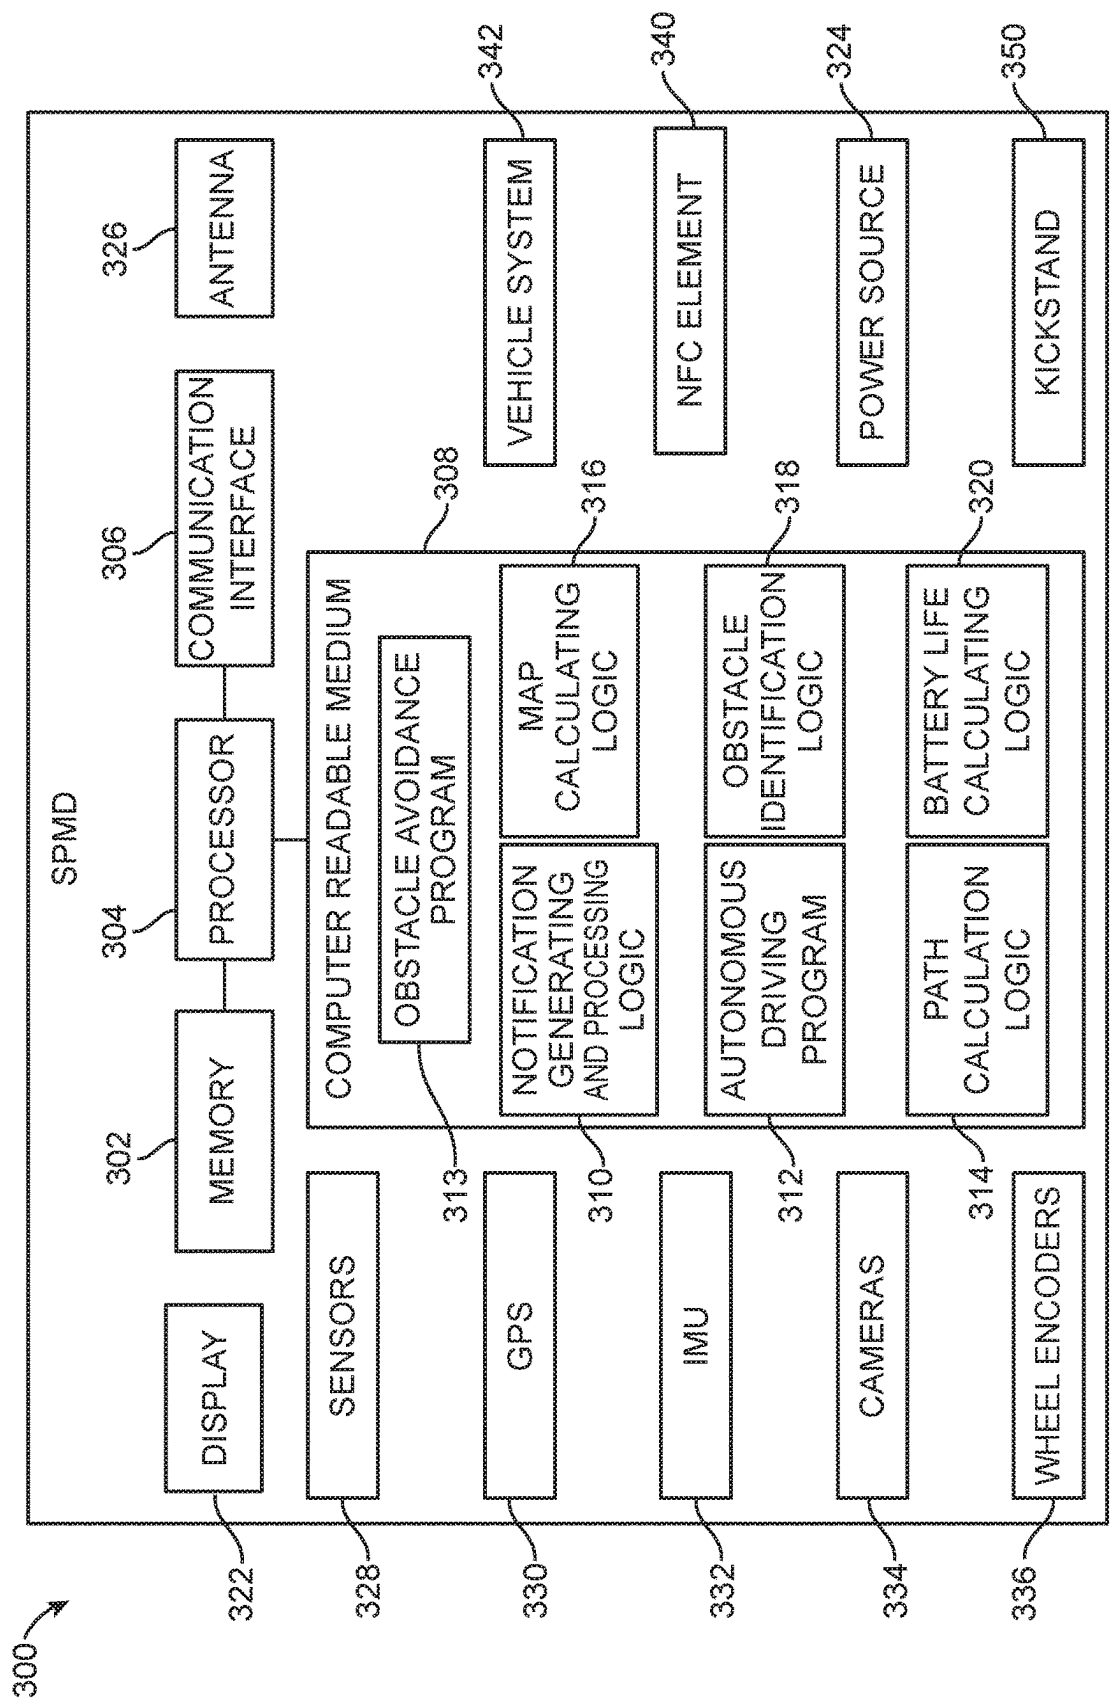 300
SPMD
322
DISPLAY
302
MEMORY
304
PROCESSOR
306
COMMUNICATION
INTERFACE
326
ANTENNA
328
SENSORS
330
GPS
332
IMU
334
CAMERAS
336
WHEEL ENCODERS
308
COMPUTER READABLE MEDIUM
313
OBSTACLE AVOIDANCE
PROGRAM
310
NOTIFICATION
GENERATING
AND PROCESSING
LOGIC
316
MAP
CALCULATING
LOGIC
312
AUTONOMOUS
DRIVING
PROGRAM
318
OBSTACLE
IDENTIFICATION
LOGIC
314
PATH
CALCULATION
LOGIC
320
BATTERY LIFE
CALCULATING
LOGIC
342
VEHICLE SYSTEM
340
NFC ELEMENT
324
POWER SOURCE
350
KICKSTAND